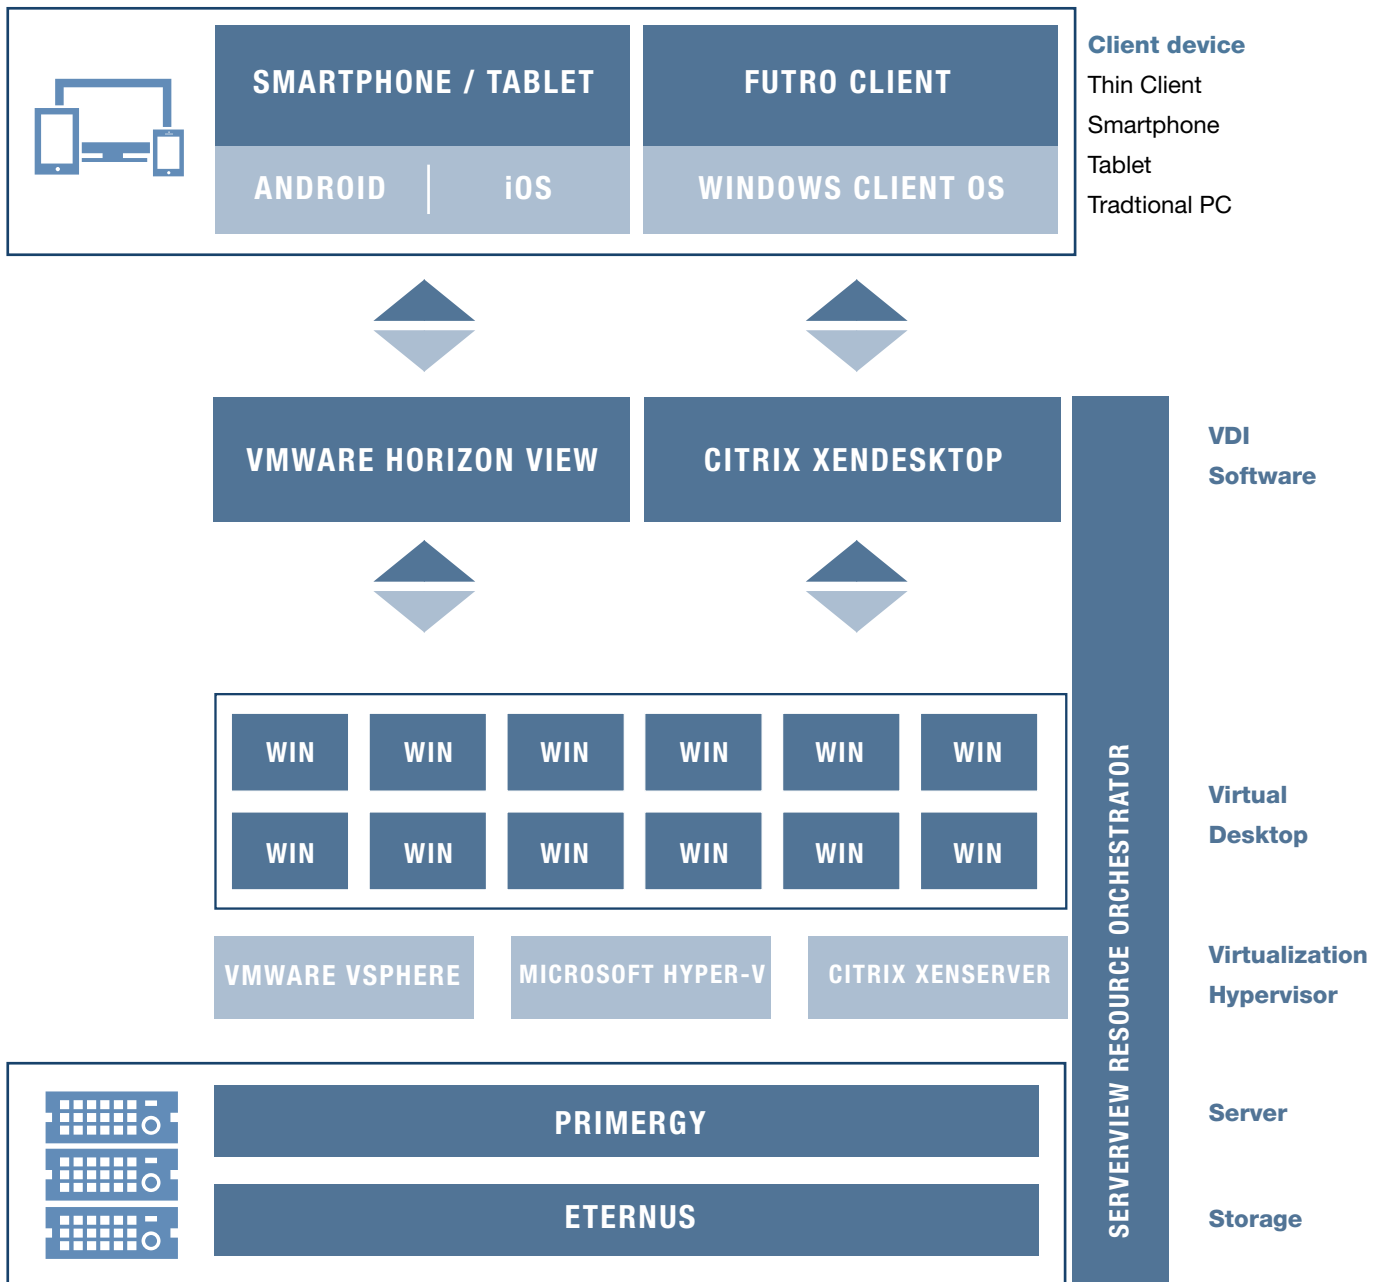 SMARTPHONE / TABLET
FUTRO CLIENT
ANDROID
iOS
WINDOWS CLIENT OS
Client device
Thin Client
Smartphone
Tablet
Tradtional PC
VMWARE HORIZON VIEW
CITRIX XENDESKTOP
VDI
Software
WIN WIN WIN WIN WIN WIN
WIN WIN WIN WIN WIN WIN
Virtual
Desktop
VMWARE VSPHERE
MICROSOFT HYPER-V
CITRIX XENSERVER
Virtualization
Hypervisor
PRIMERGY
Server
ETERNUS
Storage
SERVERVIEW RESOURCE ORCHESTRATOR